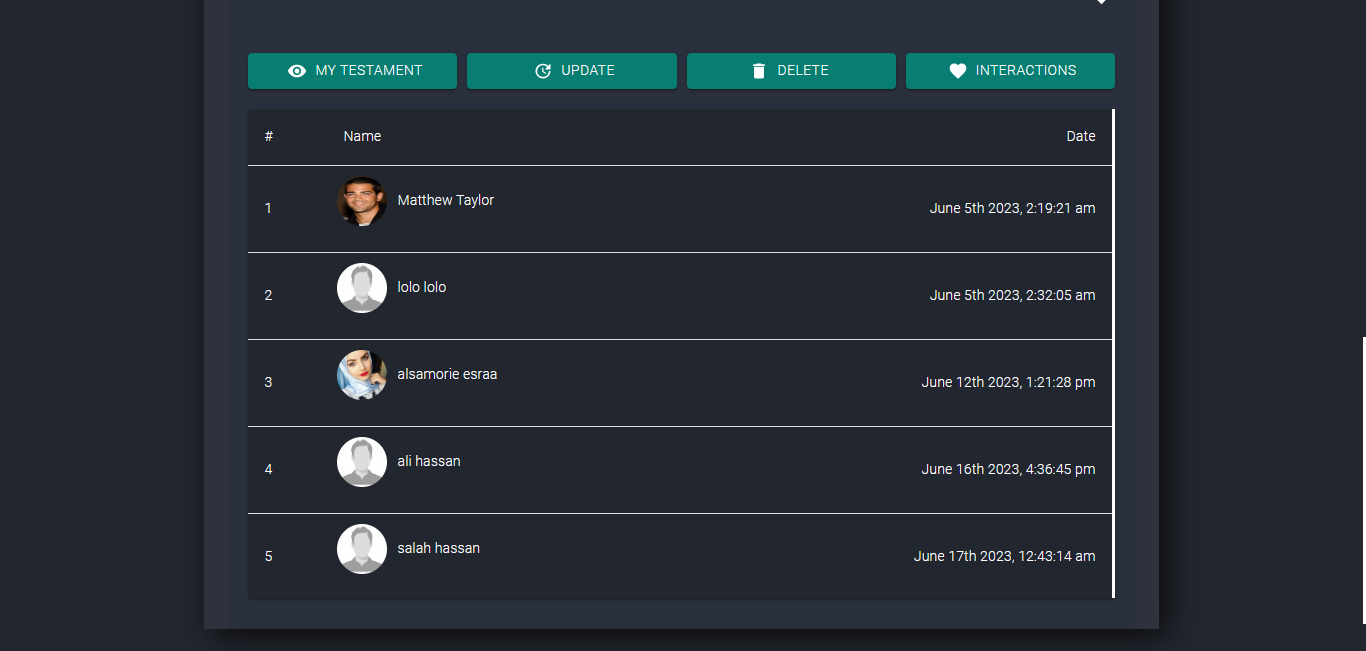 MY TESTAMENT UPDATE DELETE INTERACTIONS
# Name Date
1 Matthew Taylor June 5th 2023, 2:19:21 am
2 lolo lolo June 5th 2023, 2:32:05 am
3 alsamorie esraa June 12th 2023, 1:21:28 pm
4 ali hassan June 16th 2023, 4:36:45 pm
5 salah hassan June 17th 2023, 12:43:14 am